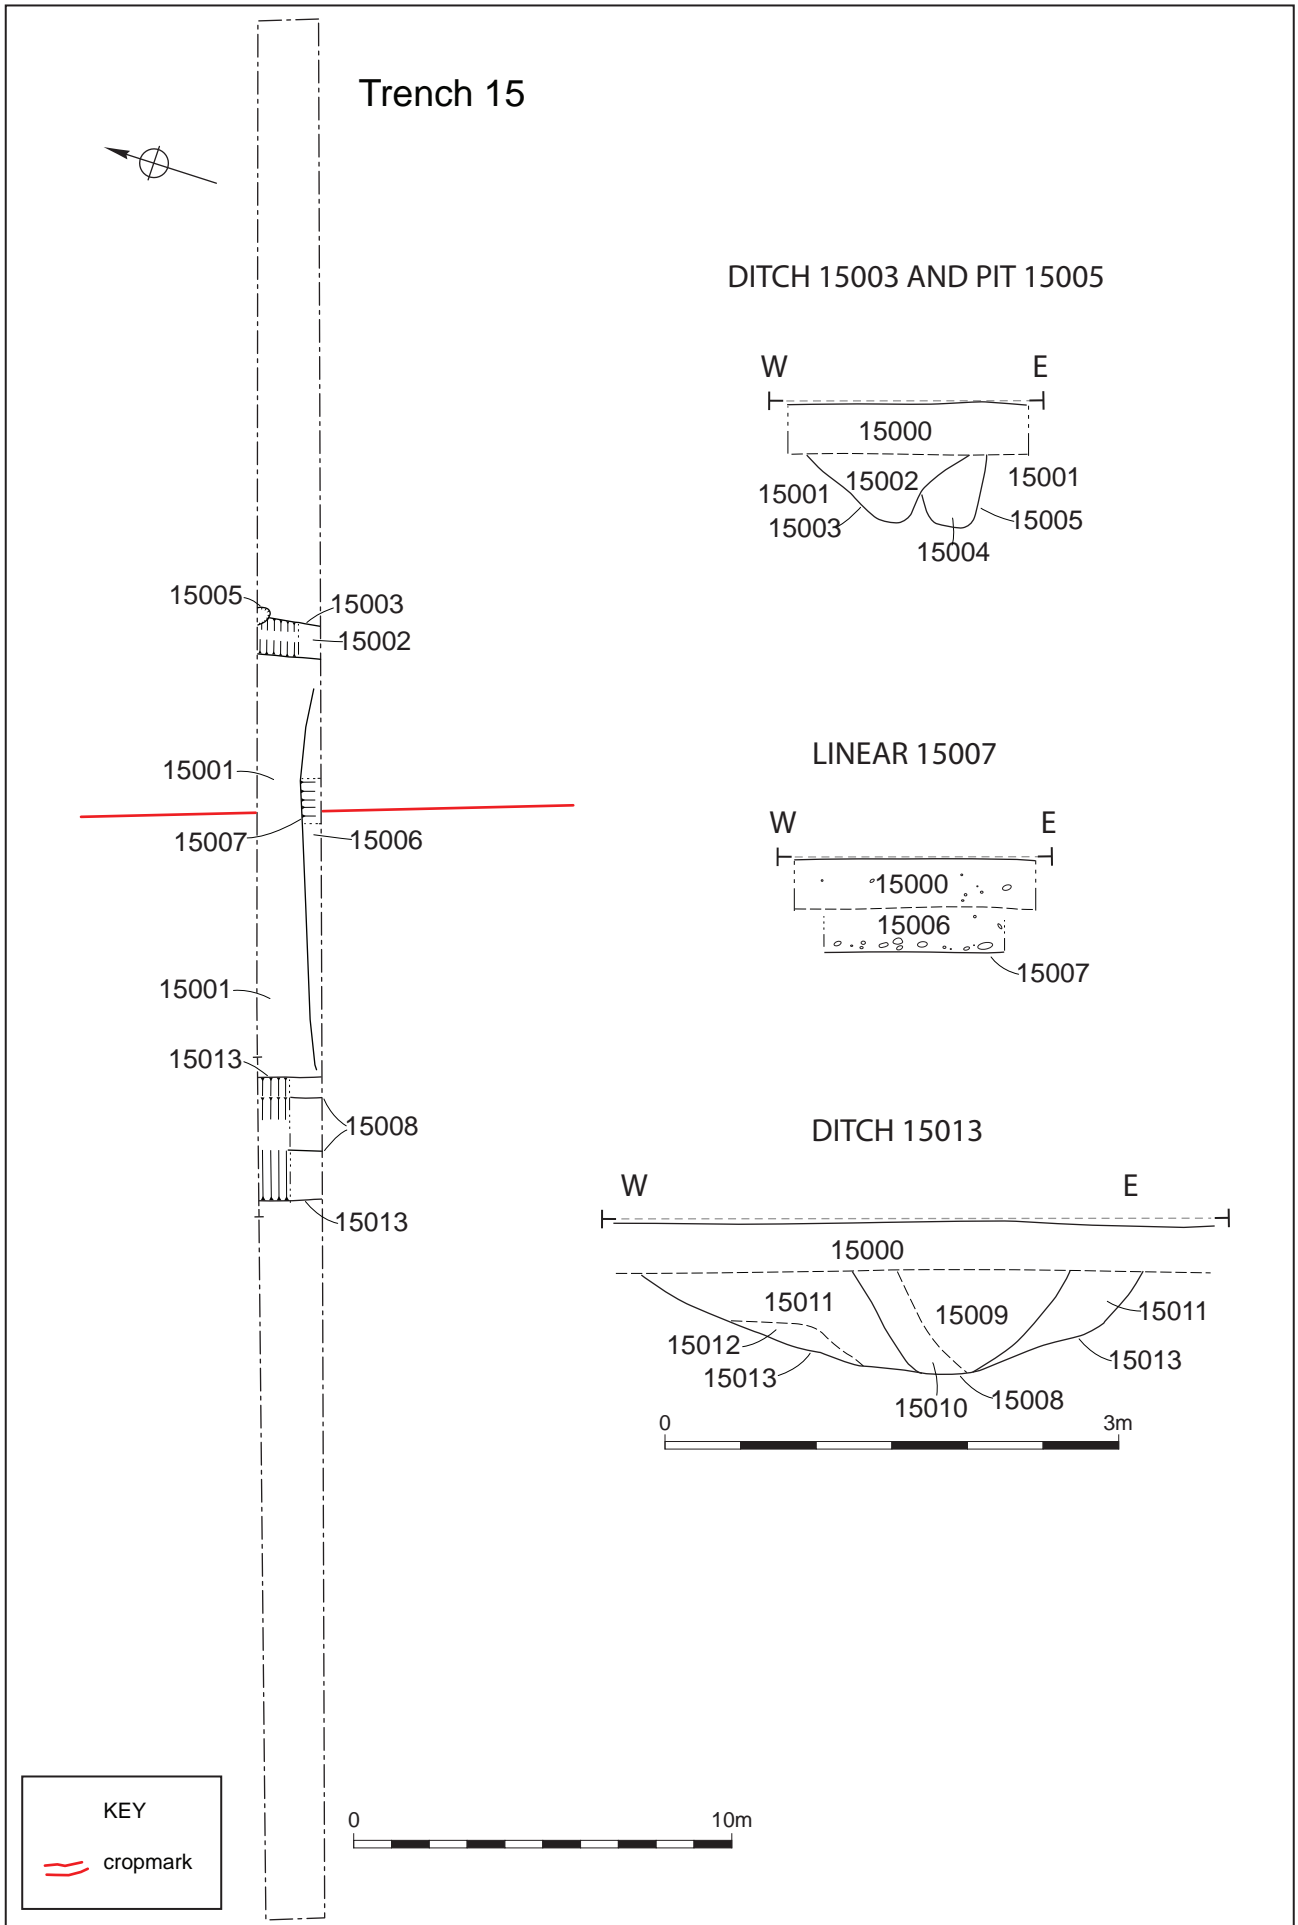 Trench 15
15005
15003
15002
15001
15007
15006
15001
15013
15008
15013
DITCH 15003 AND PIT 15005
W E
15000
15001 15002 15001
15003 15005
15004
LINEAR 15007
W E
15000
15006
15007
DITCH 15013
W E
15000
15011 15009 15011
15012
15013 15013
15010 15008
0 3m
KEY
cropmark
0 10m